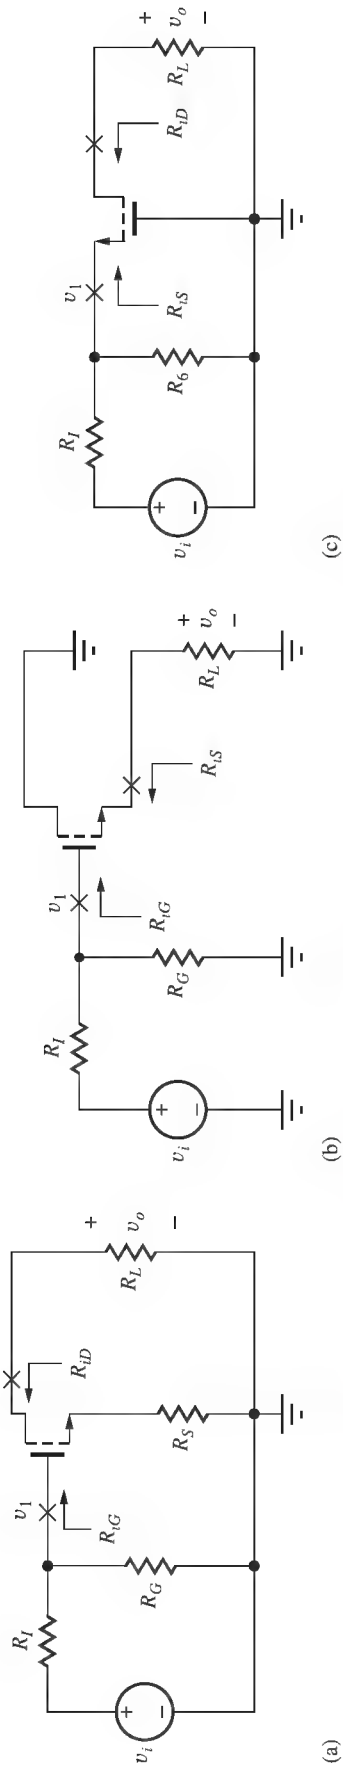 R_I
v_1
R_iG
R_iD
R_G
R_S
R_L
+
v_o
−
v_i
+
−
(a)
R_I
v_1
R_iG
R_iS
R_G
R_L
+
v_o
−
v_i
+
−
(b)
R_I
v_1
R_iS
R_iD
R_6
R_L
+
v_o
−
v_i
+
−
(c)